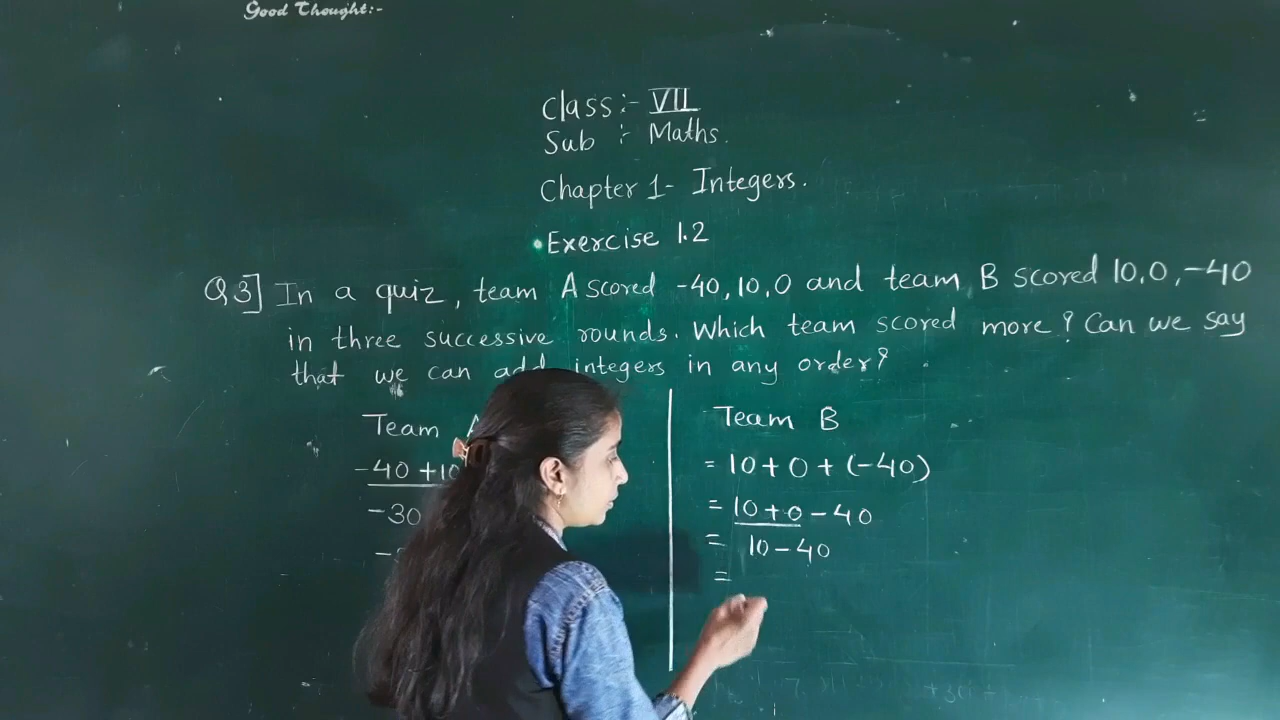 Good Thought:-
Class :- VII
Sub :- Maths.
Chapter 1- Integers.
Exercise 1.2
Q3] In a quiz, team A scored -40, 10, 0 and team B scored 10, 0, -40
in three successive rounds. Which team scored more? Can we say
that we can add integers in any order?
Team A
-40 +10
-30
Team B
= 10 + 0 + (-40)
= 10 + 0 - 40
= 10 - 40
=